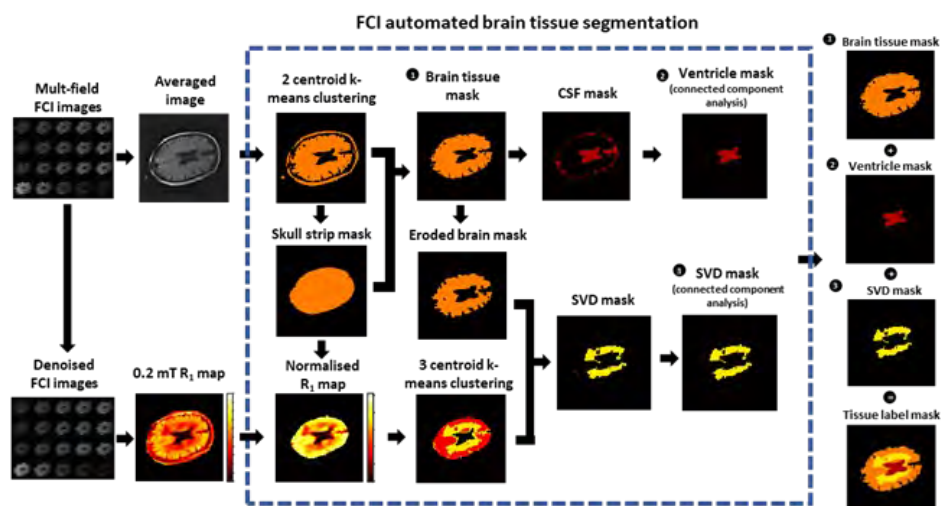 FCI automated brain tissue segmentation
Mult-field
FCI images
Averaged
image
2 centroid k-
means clustering
❶ Brain tissue
mask
CSF mask
❷ Ventricle mask
(connected component
analysis)
Skull strip mask
Eroded brain mask
SVD mask
❸ SVD mask
(connected component
analysis)
Denoised
FCI images
0.2 mT R₁ map
Normalised
R₁ map
3 centroid k-
means clustering
❶ Brain tissue mask
+
❷ Ventricle mask
+
❸ SVD mask
=
Tissue label mask